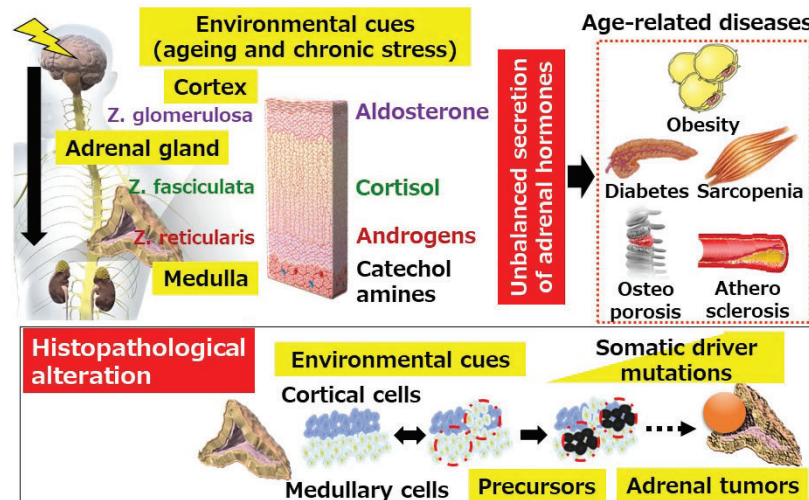 Environmental cues
(ageing and chronic stress)
Cortex
Z. glomerulosa
Aldosterone
Adrenal gland
Z. fasciculata
Cortisol
Z. reticularis
Androgens
Medulla
Catechol
amines
Unbalanced secretion
of adrenal hormones
Age-related diseases
Obesity
Diabetes
Sarcopenia
Osteo
porosis
Athero
sclerosis
Histopathological
alteration
Environmental cues
Somatic driver
mutations
Cortical cells
Medullary cells
Precursors
Adrenal tumors